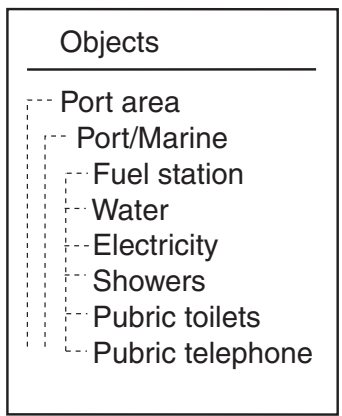 Objects
Port area
Port/Marine
Fuel station
Water
Electricity
Showers
Pubric toilets
Pubric telephone